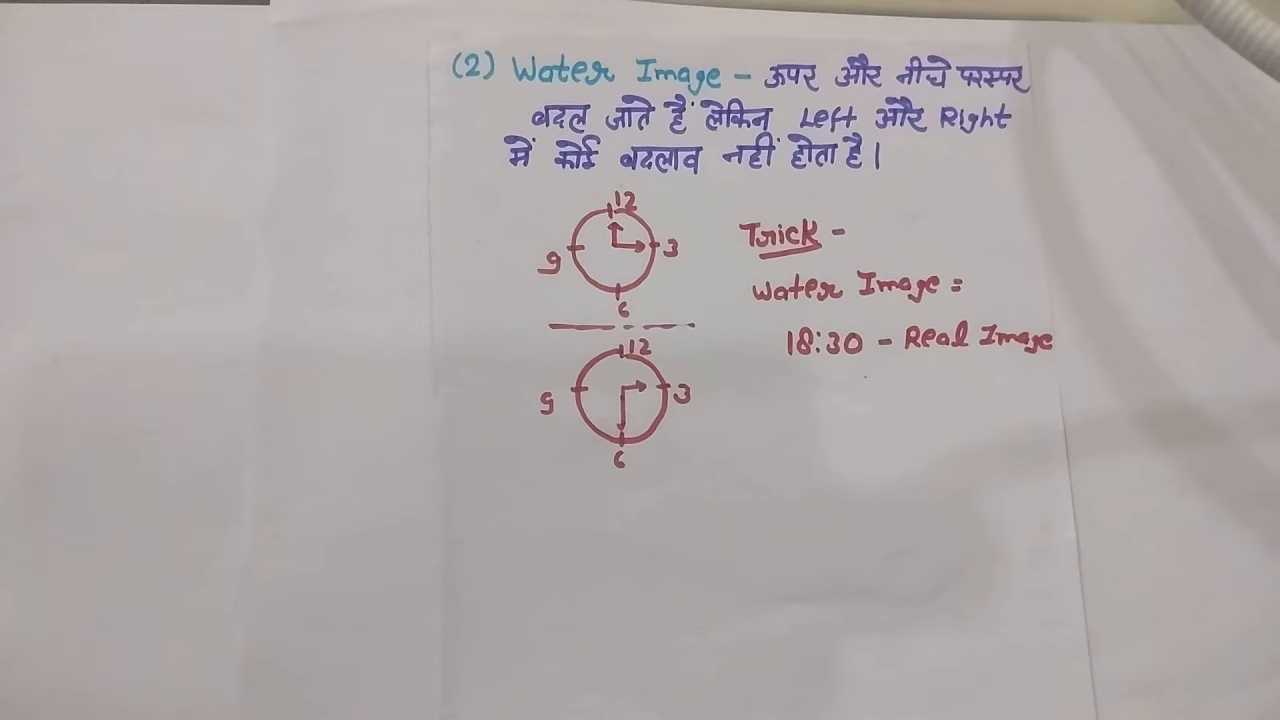 (2) Water Image - ऊपर और नीचे परस्पर
बदल जाते हैं लेकिन Left और Right
में कोई बदलाव नहीं होता है।
12
9 3
6
Trick -
Water Image =
18:30 - Real Image
12
9 3
6